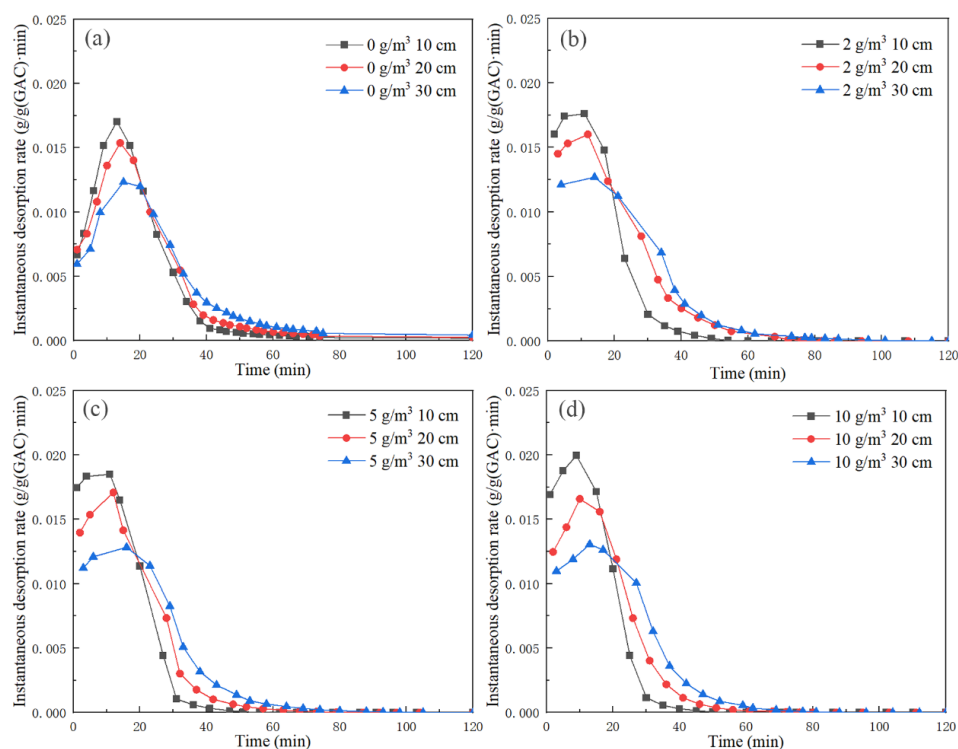 (a)
0 g/m³ 10 cm
0 g/m³ 20 cm
0 g/m³ 30 cm
Instantaneous desorption rate (g/g(GAC)·min)
0.025
0.020
0.015
0.010
0.005
0.000
0 20 40 60 80 100 120
Time (min)
(b)
2 g/m³ 10 cm
2 g/m³ 20 cm
2 g/m³ 30 cm
Instantaneous desorption rate (g/g(GAC)·min)
0.025
0.020
0.015
0.010
0.005
0.000
0 20 40 60 80 100 120
Time (min)
(c)
5 g/m³ 10 cm
5 g/m³ 20 cm
5 g/m³ 30 cm
Instantaneous desorption rate (g/g(GAC)·min)
0.025
0.020
0.015
0.010
0.005
0.000
0 20 40 60 80 100 120
Time (min)
(d)
10 g/m³ 10 cm
10 g/m³ 20 cm
10 g/m³ 30 cm
Instantaneous desorption rate (g/g(GAC)·min)
0.025
0.020
0.015
0.010
0.005
0.000
0 20 40 60 80 100 120
Time (min)